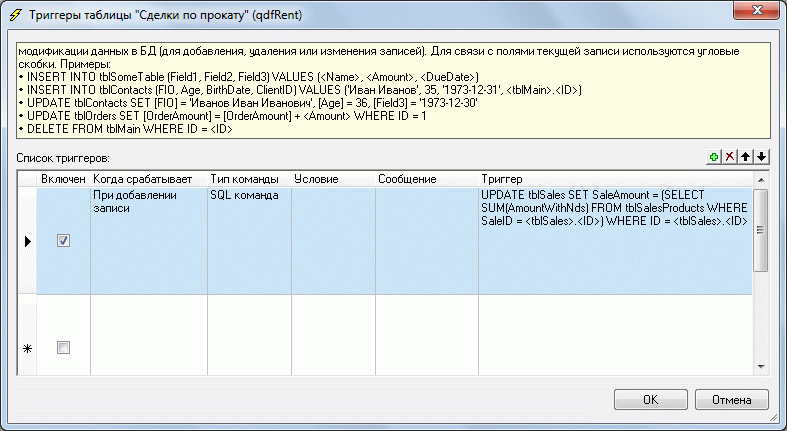 Триггеры таблицы "Сделки по прокату" (qdfRent)
модификации данных в БД (для добавления, удаления или изменения записей). Для связи с полями текущей записи используются угловые
скобки. Примеры:
• INSERT INTO tblSomeTable (Field1, Field2, Field3) VALUES (<Name>, <Amount>, <DueDate>)
• INSERT INTO tblContacts (FIO, Age, BirthDate, ClientID) VALUES ('Иван Иванов', 35, '1973-12-31', <tblMain>.<ID>)
• UPDATE tblContacts SET [FIO] = 'Иванов Иван Иванович', [Age] = 36, [Field3] = '1973-12-30'
• UPDATE tblOrders SET [OrderAmount] = [OrderAmount] + <Amount> WHERE ID = 1
• DELETE FROM tblMain WHERE ID = <ID>
Список триггеров:
Включен Когда срабатывает Тип команды Условие Сообщение Триггер
При добавлении записи SQL команда UPDATE tblSales SET SaleAmount = (SELECT
SUM(AmountWithNds) FROM tblSalesProducts WHERE
SaleID = <tblSales>.<ID>) WHERE ID = <tblSales>.<ID>
OK Отмена